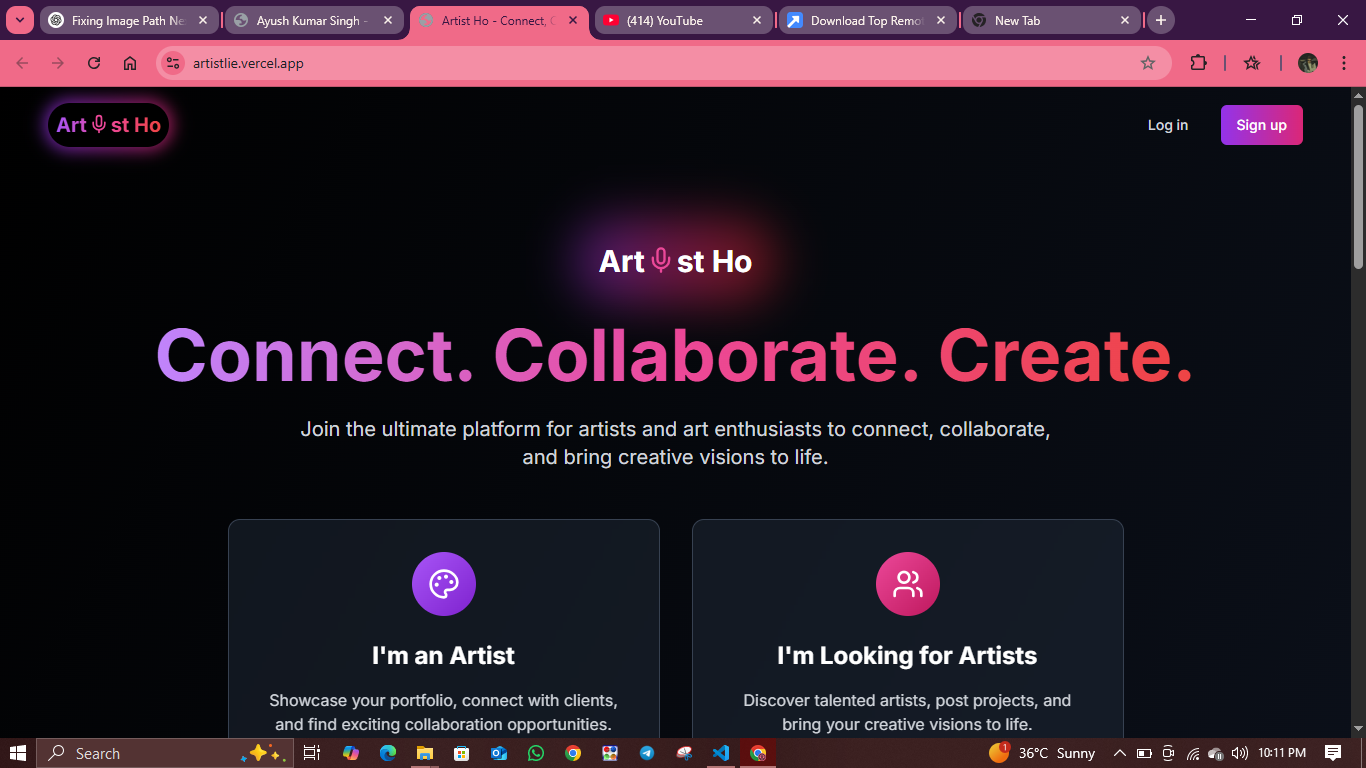 Fixing Image Path Ne
Ayush Kumar Singh -
Artist Ho - Connect, C
(414) YouTube
Download Top Remot
New Tab
artistlie.vercel.app
Art st Ho
Log in
Sign up
Art st Ho
Connect. Collaborate. Create.
Join the ultimate platform for artists and art enthusiasts to connect, collaborate,
and bring creative visions to life.
I'm an Artist
Showcase your portfolio, connect with clients,
and find exciting collaboration opportunities.
I'm Looking for Artists
Discover talented artists, post projects, and
bring your creative visions to life.
Search
1
36°C Sunny
10:11 PM